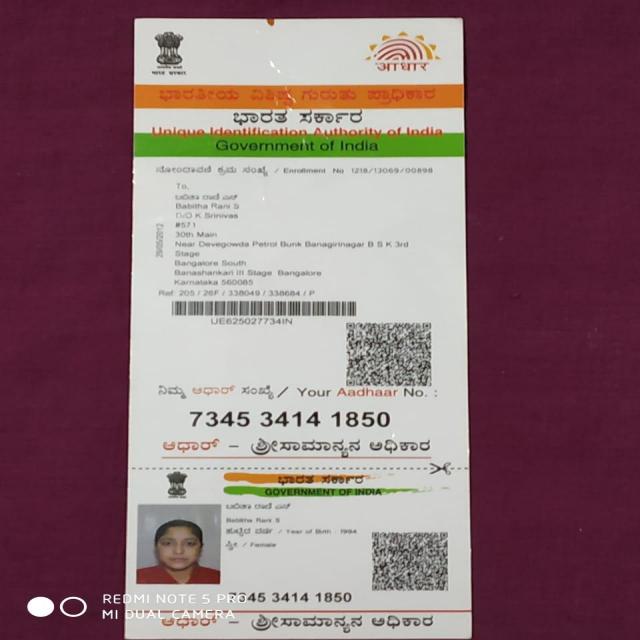 भारत सरकार
आधार
ಭಾರತೀಯ ವಿಶಿಷ್ಟ ಗುರುತು ಪ್ರಾಧಿಕಾರ
ಭಾರತ ಸರ್ಕಾರ
Unique Identification Authority of India
Government of India
ನೋಂದಾವಣೆ ಕ್ರಮ ಸಂಖ್ಯೆ / Enrollment No 1218/13069/00898
To,
ಬಬಿತಾ ರಾಣಿ ಎಸ್
Babitha Rani S
D/O K Srinivas
#571
30th Main
Near Devegowda Petrol Bunk Banagirinagar B S K 3rd
Stage
Bangalore South
Banashankari III Stage Bangalore
Karnataka 560085
29/05/2012
Ref: 205 / 26F / 338049 / 338684 / P
UE625027734IN
ನಿಮ್ಮ ಆಧಾರ್ ಸಂಖ್ಯೆ / Your Aadhaar No. :
7345 3414 1850
ಆಧಾರ್ – ಶ್ರೀಸಾಮಾನ್ಯನ ಅಧಿಕಾರ
ಭಾರತ ಸರ್ಕಾರ
GOVERNMENT OF INDIA
ಬಬಿತಾ ರಾಣಿ ಎಸ್
Babitha Rani S
ಹುಟ್ಟಿದ ವರ್ಷ / Year of Birth : 1994
ಸ್ತ್ರೀ / Female
7345 3414 1850
ಆಧಾರ್ – ಶ್ರೀಸಾಮಾನ್ಯನ ಅಧಿಕಾರ
REDMI NOTE 5 PRO
MI DUAL CAMERA